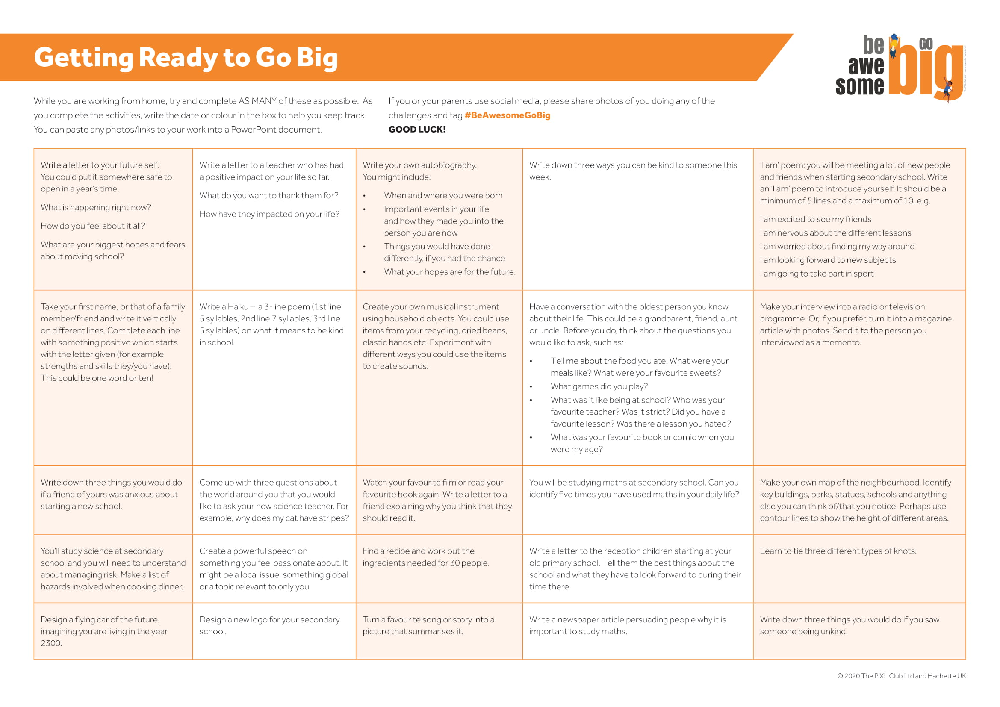 Getting Ready to Go Big
be
awe
some
GO
big
While you are working from home, try and complete AS MANY of these as possible.  As
you complete the activities, write the date or colour in the box to help you keep track.
You can paste any photos/links to your work into a PowerPoint document.
If you or your parents use social media, please share photos of you doing any of the
challenges and tag #BeAwesomeGoBig
GOOD LUCK!
Write a letter to your future self.
You could put it somewhere safe to
open in a year's time.
What is happening right now?
How do you feel about it all?
What are your biggest hopes and fears
about moving school?
Write a letter to a teacher who has had
a positive impact on your life so far.
What do you want to thank them for?
How have they impacted on your life?
Write your own autobiography.
You might include:
• When and where you were born
• Important events in your life
and how they made you into the
person you are now
• Things you would have done
differently, if you had the chance
• What your hopes are for the future.
Write down three ways you can be kind to someone this
week.
'I am' poem: you will be meeting a lot of new people
and friends when starting secondary school. Write
an 'I am' poem to introduce yourself. It should be a
minimum of 5 lines and a maximum of 10. e.g.
I am excited to see my friends
I am nervous about the different lessons
I am worried about finding my way around
I am looking forward to new subjects
I am going to take part in sport
Take your first name, or that of a family
member/friend and write it vertically
on different lines. Complete each line
with something positive which starts
with the letter given (for example
strengths and skills they/you have).
This could be one word or ten!
Write a Haiku –  a 3-line poem (1st line
5 syllables, 2nd line 7 syllables, 3rd line
5 syllables) on what it means to be kind
in school.
Create your own musical instrument
using household objects. You could use
items from your recycling, dried beans,
elastic bands etc. Experiment with
different ways you could use the items
to create sounds.
Have a conversation with the oldest person you know
about their life. This could be a grandparent, friend, aunt
or uncle. Before you do, think about the questions you
would like to ask, such as:
• Tell me about the food you ate. What were your
meals like? What were your favourite sweets?
• What games did you play?
• What was it like being at school? Who was your
favourite teacher? Was it strict? Did you have a
favourite lesson? Was there a lesson you hated?
• What was your favourite book or comic when you
were my age?
Make your interview into a radio or television
programme. Or, if you prefer, turn it into a magazine
article with photos. Send it to the person you
interviewed as a memento.
Write down three things you would do
if a friend of yours was anxious about
starting a new school.
Come up with three questions about
the world around you that you would
like to ask your new science teacher. For
example, why does my cat have stripes?
Watch your favourite film or read your
favourite book again. Write a letter to a
friend explaining why you think that they
should read it.
You will be studying maths at secondary school. Can you
identify five times you have used maths in your daily life?
Make your own map of the neighbourhood. Identify
key buildings, parks, statues, schools and anything
else you can think of/that you notice. Perhaps use
contour lines to show the height of different areas.
You'll study science at secondary
school and you will need to understand
about managing risk. Make a list of
hazards involved when cooking dinner.
Create a powerful speech on
something you feel passionate about. It
might be a local issue, something global
or a topic relevant to only you.
Find a recipe and work out the
ingredients needed for 30 people.
Write a letter to the reception children starting at your
old primary school. Tell them the best things about the
school and what they have to look forward to during their
time there.
Learn to tie three different types of knots.
Design a flying car of the future,
imagining you are living in the year
2300.
Design a new logo for your secondary
school.
Turn a favourite song or story into a
picture that summarises it.
Write a newspaper article persuading people why it is
important to study maths.
Write down three things you would do if you saw
someone being unkind.
© 2020 The PiXL Club Ltd and Hachette UK